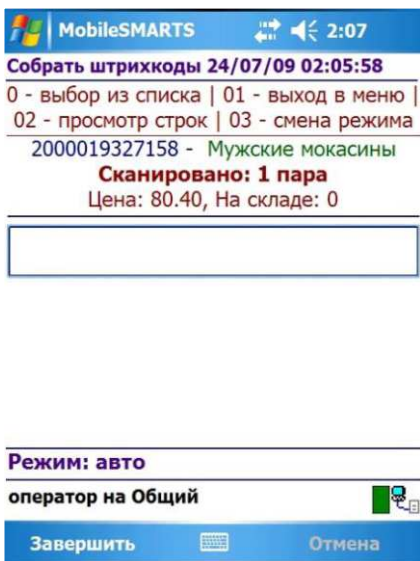 MobileSMARTS 2:07
Собрать штрихкоды 24/07/09 02:05:58
0 - выбор из списка | 01 - выход в меню |
02 - просмотр строк | 03 - смена режима
2000019327158 - Мужские мокасины
Сканировано: 1 пара
Цена: 80.40, На складе: 0
Режим: авто
оператор на Общий
Завершить Отмена